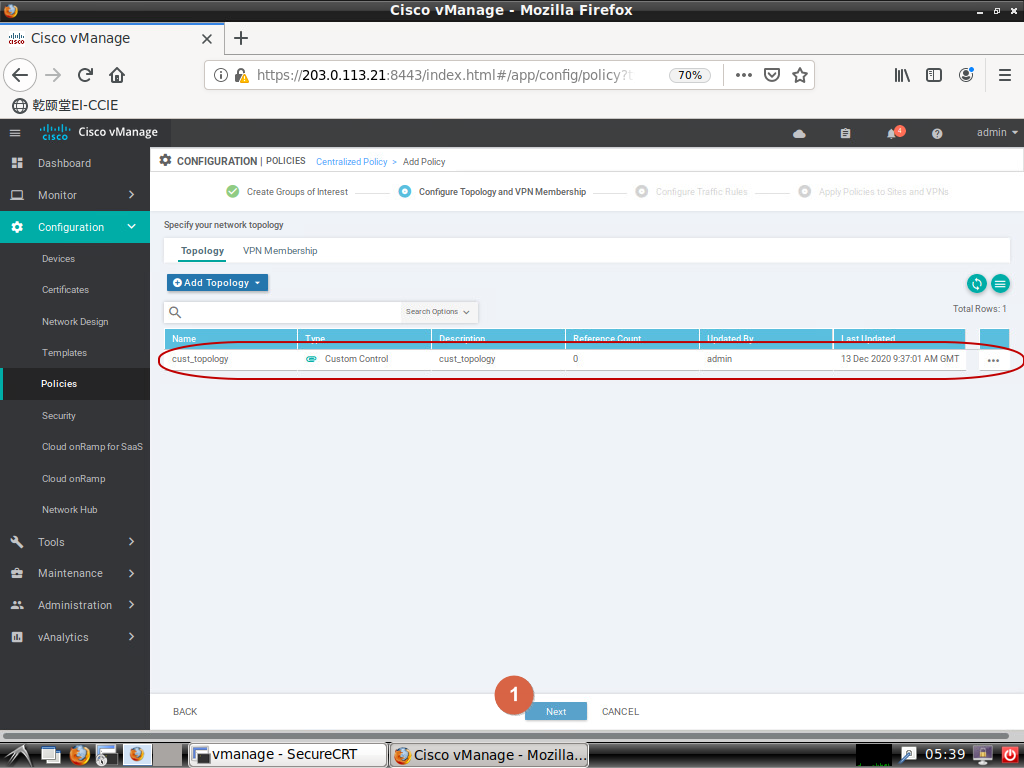 Cisco vManage - Mozilla Firefox
Cisco vManage
https://203.0.113.21:8443/index.html#/app/config/policy?t
70%
乾颐堂EI-CCIE
cisco Cisco vManage
4
admin
Dashboard
Monitor
Configuration
Devices
Certificates
Network Design
Templates
Policies
Security
Cloud onRamp for SaaS
Cloud onRamp
Network Hub
Tools
Maintenance
Administration
vAnalytics
CONFIGURATION | POLICIES Centralized Policy > Add Policy
Create Groups of Interest Configure Topology and VPN Membership Configure Traffic Rules Apply Policies to Sites and VPNs
Specify your network topology
Topology VPN Membership
Add Topology
Search Options
Total Rows: 1
Name Type Description Reference Count Updated By Last Updated
cust_topology Custom Control cust_topology 0 admin 13 Dec 2020 9:37:01 AM GMT
1
BACK Next CANCEL
vmanage - SecureCRT Cisco vManage - Mozilla... 05:39